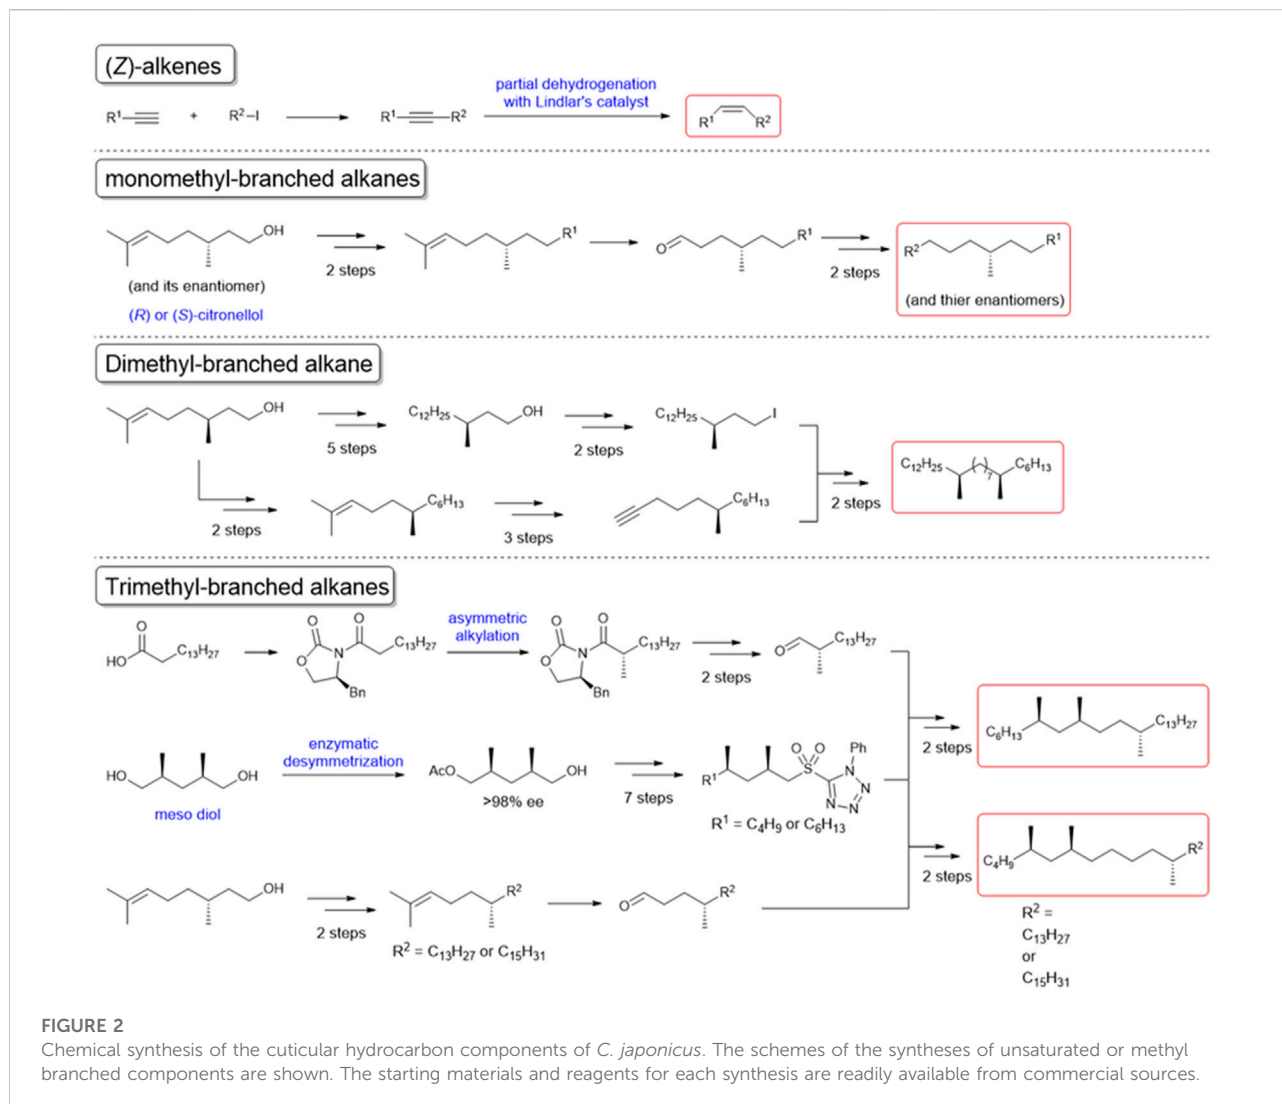 (Z)-alkenes
partial dehydrogenation
with Lindlar's catalyst
R¹
+
R²–I
R¹
R²
R¹
R²
monomethyl-branched alkanes
OH
2 steps
R¹
O
R¹
2 steps
R²
R¹
(and its enantiomer)
(and thier enantiomers)
(R) or (S)-citronellol
Dimethyl-branched alkane
OH
5 steps
C₁₂H₂₅
OH
2 steps
C₁₂H₂₅
I
2 steps
C₆H₁₃
3 steps
C₆H₁₃
2 steps
C₁₂H₂₅
( )₇
C₆H₁₃
Trimethyl-branched alkanes
O
HO
C₁₃H₂₇
O
O
O
N
C₁₃H₂₇
Bn
asymmetric
alkylation
O
O
O
N
C₁₃H₂₇
Bn
2 steps
O
C₁₃H₂₇
2 steps
C₆H₁₃
C₁₃H₂₇
HO
OH
meso diol
enzymatic
desymmetrization
AcO
OH
>98% ee
7 steps
R¹
O O
S
Ph
N
N
N
N
R¹ = C₄H₉ or C₆H₁₃
2 steps
C₄H₉
R²
OH
2 steps
R²
R² = C₁₃H₂₇ or C₁₅H₃₁
O
R²
R² =
C₁₃H₂₇
or
C₁₅H₃₁
FIGURE 2
Chemical synthesis of the cuticular hydrocarbon components of C. japonicus. The schemes of the syntheses of unsaturated or methyl
branched components are shown. The starting materials and reagents for each synthesis are readily available from commercial sources.